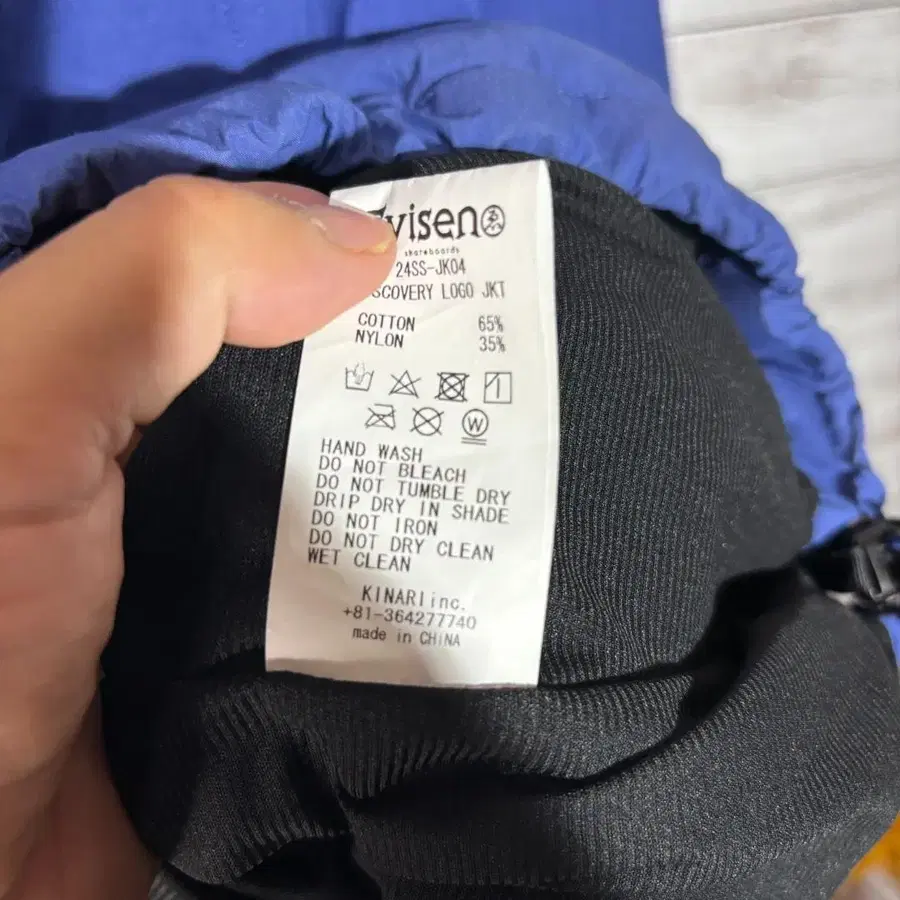 visen
skateboards
24SS-JK04
SCOVERY LOGO JKT
COTTON 65%
NYLON 35%
W
HAND WASH
DO NOT BLEACH
DO NOT TUMBLE DRY
DRIP DRY IN SHADE
DO NOT IRON
DO NOT DRY CLEAN
WET CLEAN
KINARI inc.
+81-364277740
made in CHINA